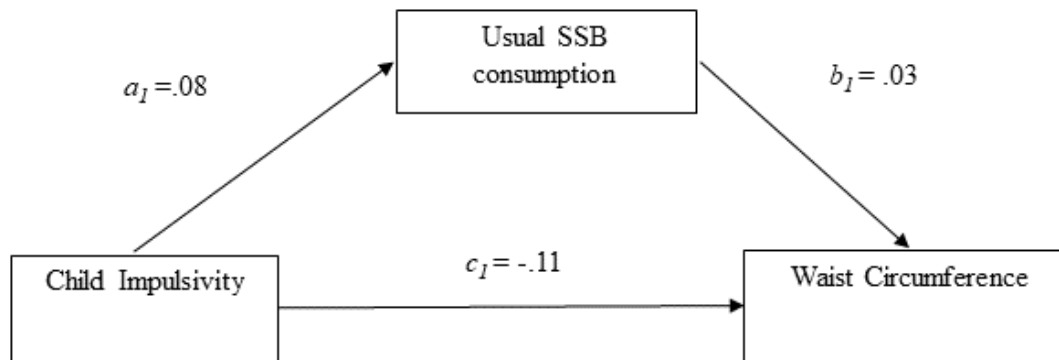 Usual SSB
consumption
a1 =.08
b1 = .03
Child Impulsivity
c1 = -.11
Waist Circumference